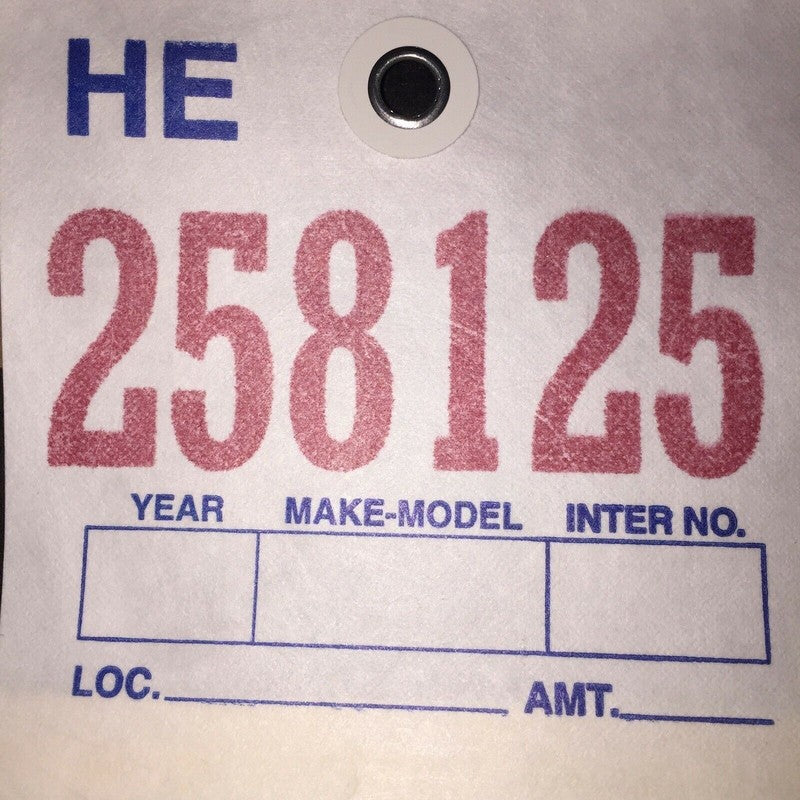 HE
258125
YEAR MAKE-MODEL INTER NO.
LOC. AMT.